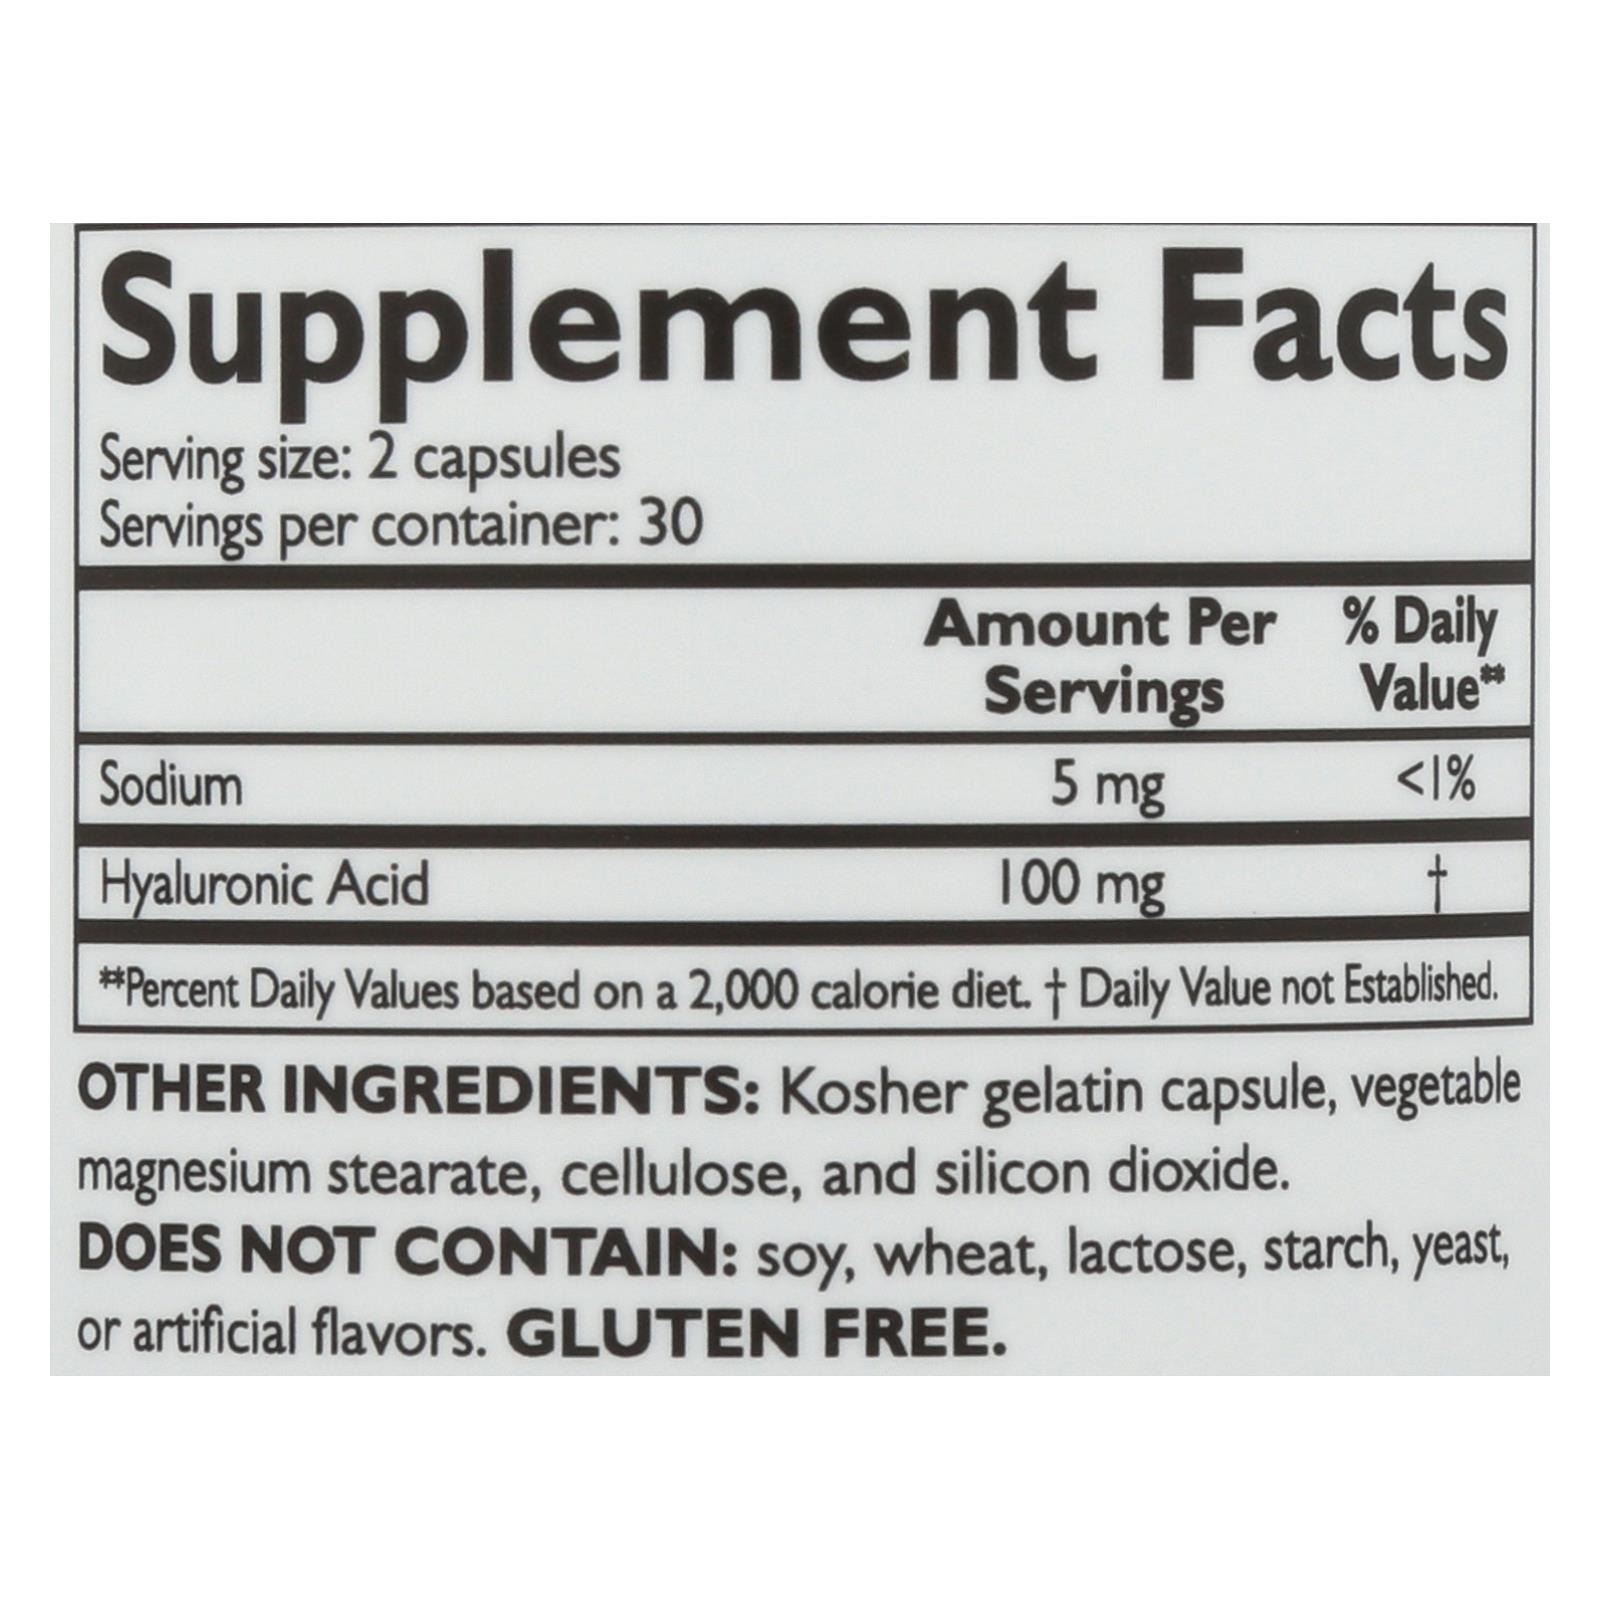 Supplement Facts
Serving size: 2 capsules
Servings per container: 30
Amount Per % Daily
Servings Value**
Sodium 5 mg <1%
Hyaluronic Acid 100 mg †
**Percent Daily Values based on a 2,000 calorie diet. † Daily Value not Established.
OTHER INGREDIENTS: Kosher gelatin capsule, vegetable
magnesium stearate, cellulose, and silicon dioxide.
DOES NOT CONTAIN: soy, wheat, lactose, starch, yeast,
or artificial flavors. GLUTEN FREE.